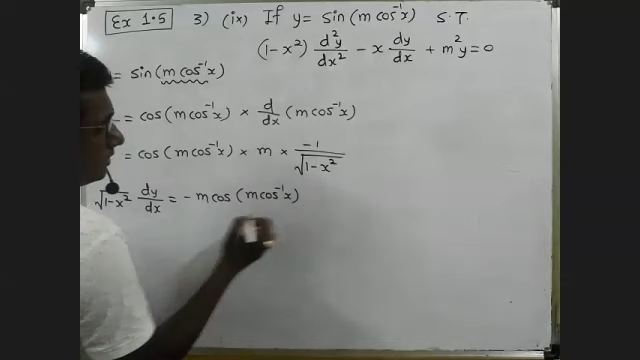 Ex 1.5 3) (ix) If y = sin(m cos⁻¹x) S.T.
(1-x²) d²y/dx² - x dy/dx + m²y = 0
= sin(m cos⁻¹x)
= cos(m cos⁻¹x) × d/dx (m cos⁻¹x)
= cos(m cos⁻¹x) × m × -1/√1-x²
√1-x² dy/dx = - m cos(m cos⁻¹x)